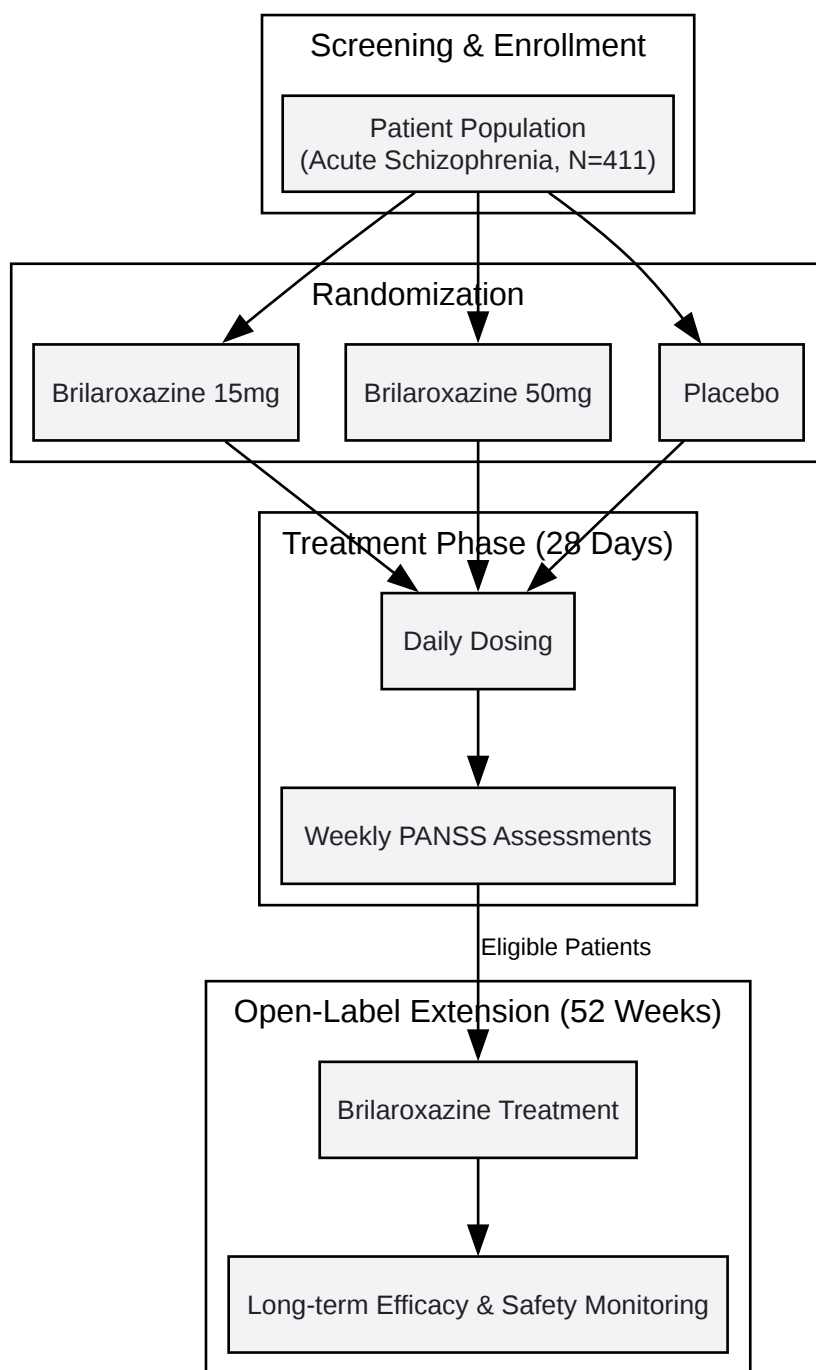 Screening & Enrollment
Patient Population
(Acute Schizophrenia, N=411)
Randomization
Brilaroxazine 15mg
Brilaroxazine 50mg
Placebo
Treatment Phase (28 Days)
Daily Dosing
Weekly PANSS Assessments
Eligible Patients
Open-Label Extension (52 Weeks)
Brilaroxazine Treatment
Long-term Efficacy & Safety Monitoring